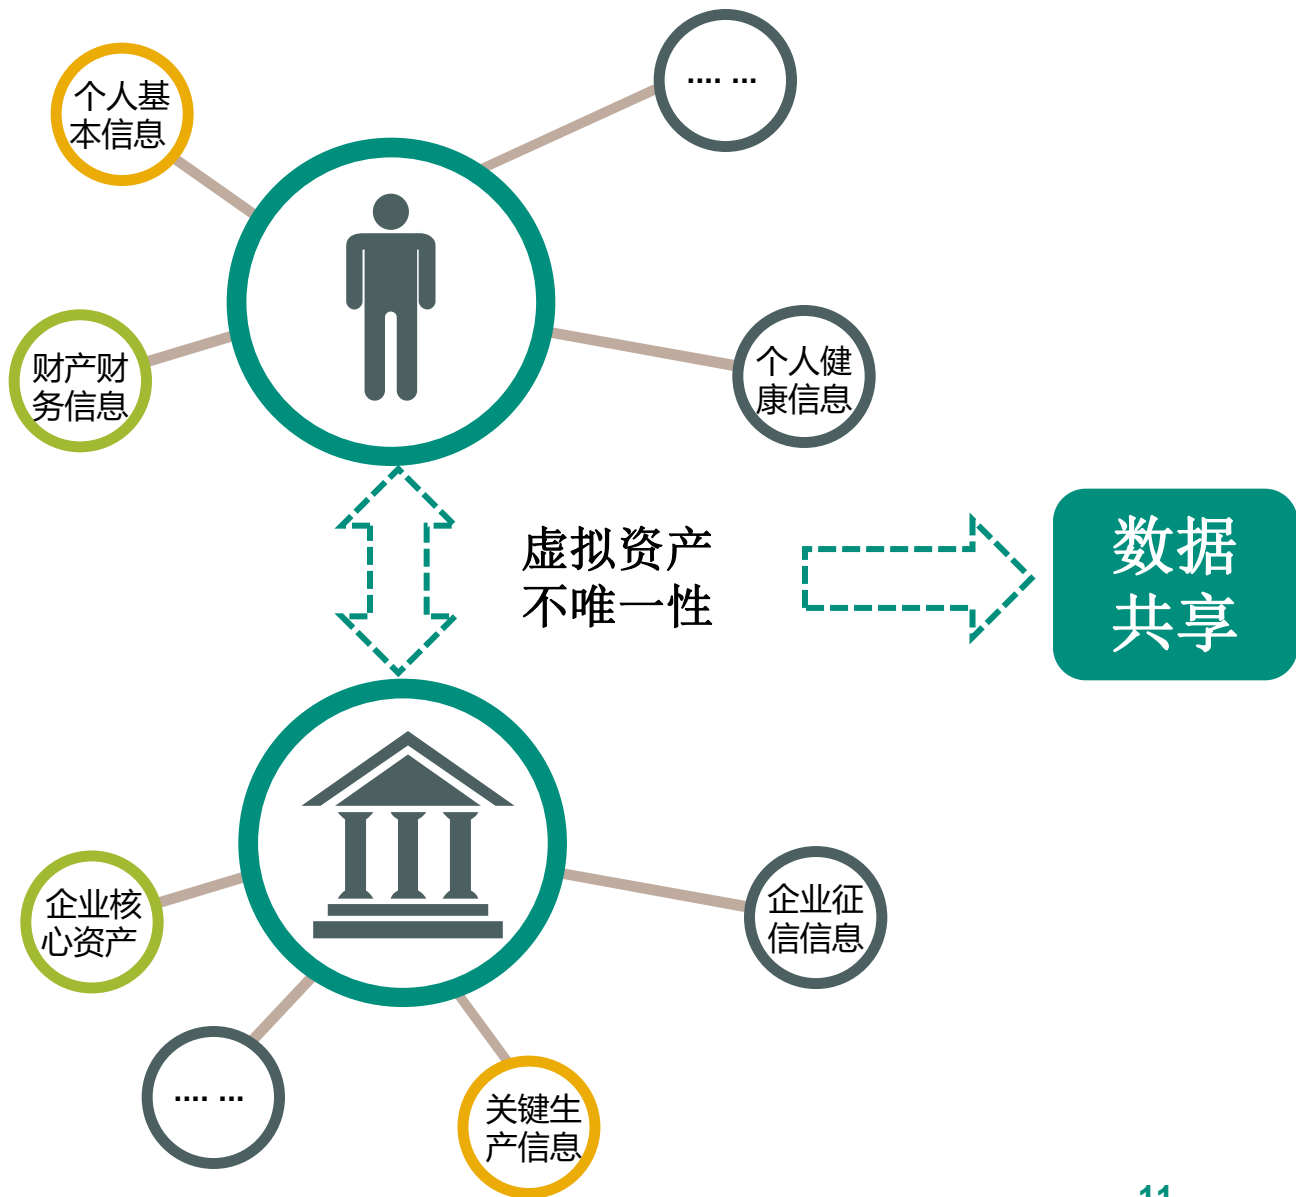 .... ...
个人基
本信息
财产财
务信息
个人健
康信息
虚拟资产
不唯一性
数据
共享
企业核
心资产
企业征
信信息
.... ...
关键生
产信息
11